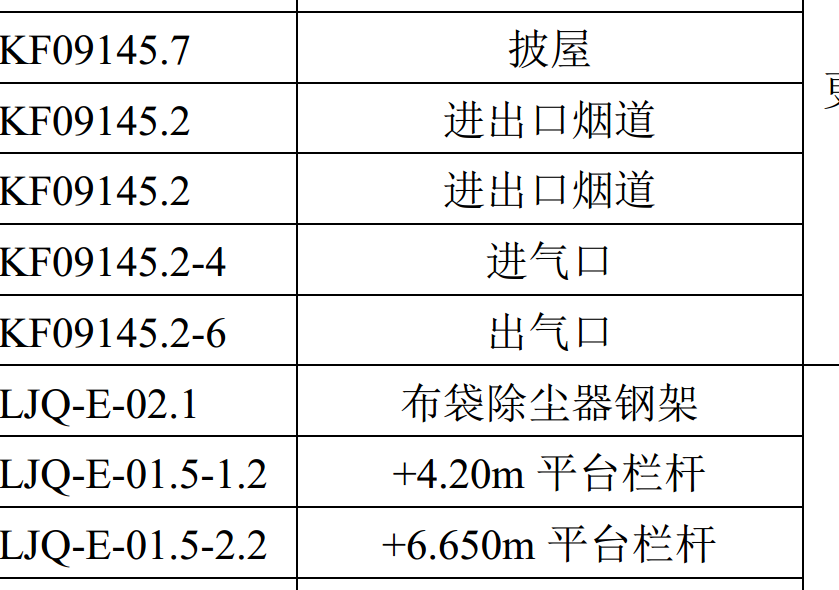 KF09145.7 披屋
KF09145.2 进出口烟道
KF09145.2 进出口烟道
KF09145.2-4 进气口
KF09145.2-6 出气口
LJQ-E-02.1 布袋除尘器钢架
LJQ-E-01.5-1.2 +4.20m 平台栏杆
LJQ-E-01.5-2.2 +6.650m 平台栏杆